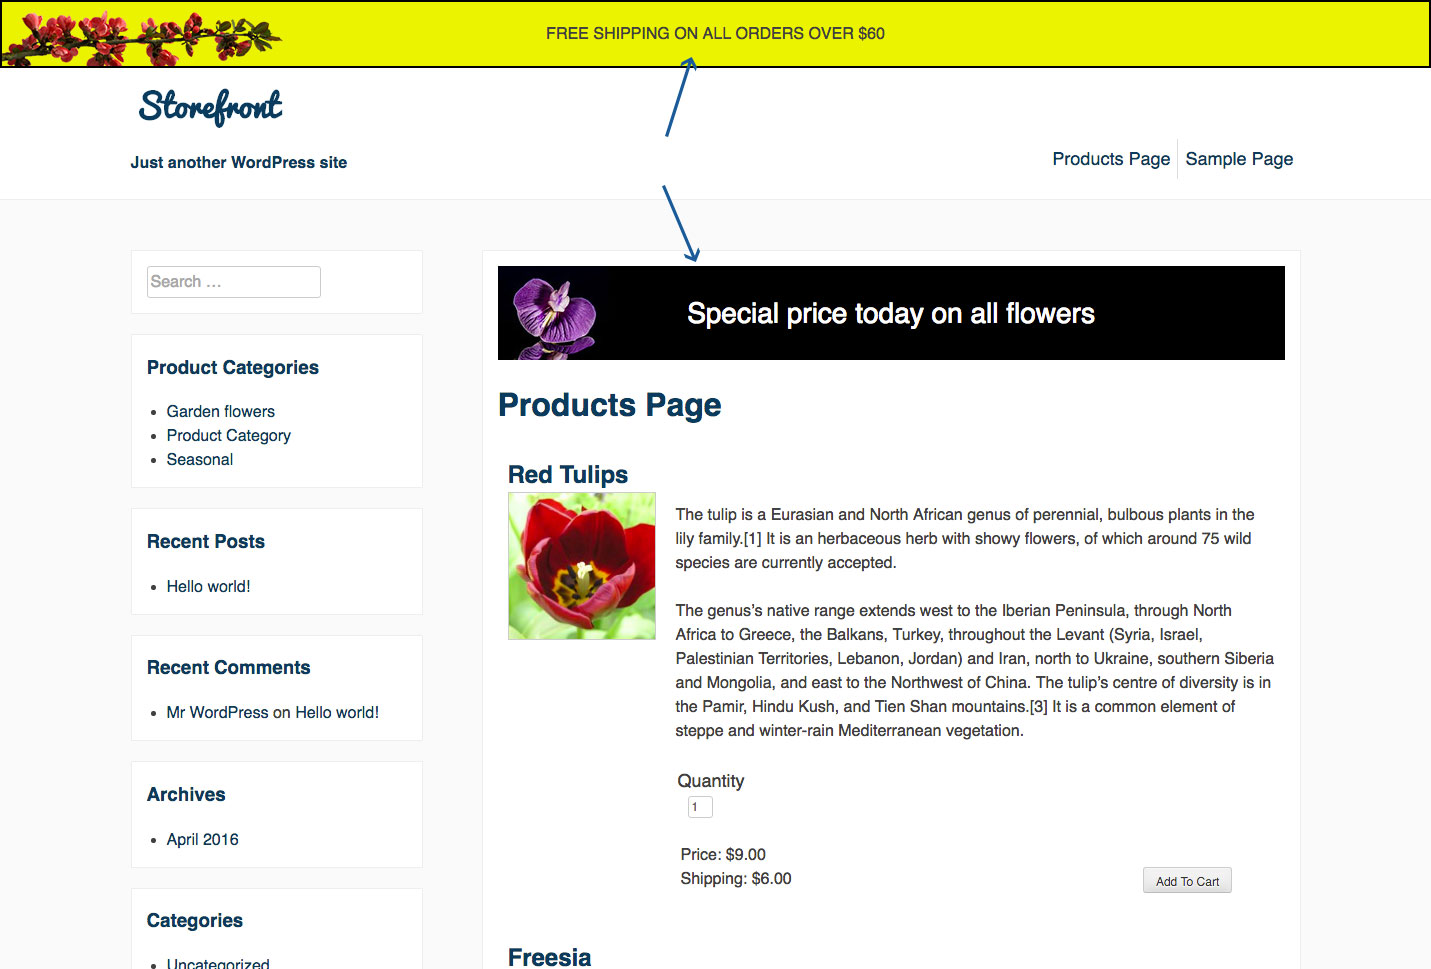 FREE SHIPPING ON ALL ORDERS OVER $60
Storefront
Just another WordPress site
Products Page
Sample Page
Search …
Product Categories
Garden flowers
Product Category
Seasonal
Recent Posts
Hello world!
Recent Comments
Mr WordPress on Hello world!
Archives
April 2016
Categories
Uncategorized
Special price today on all flowers
Products Page
Red Tulips
The tulip is a Eurasian and North African genus of perennial, bulbous plants in the
lily family.[1] It is an herbaceous herb with showy flowers, of which around 75 wild
species are currently accepted.
The genus’s native range extends west to the Iberian Peninsula, through North
Africa to Greece, the Balkans, Turkey, throughout the Levant (Syria, Israel,
Palestinian Territories, Lebanon, Jordan) and Iran, north to Ukraine, southern Siberia
and Mongolia, and east to the Northwest of China. The tulip’s centre of diversity is in
the Pamir, Hindu Kush, and Tien Shan mountains.[3] It is a common element of
steppe and winter-rain Mediterranean vegetation.
Quantity
1
Price: $9.00
Shipping: $6.00
Add To Cart
Freesia